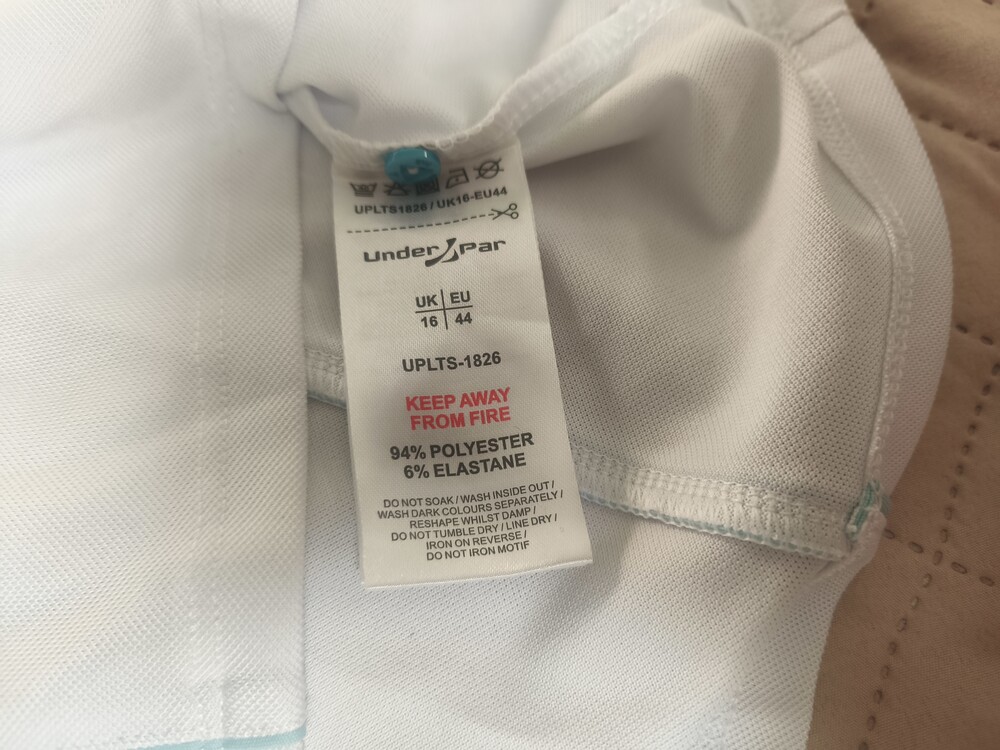 UPLTS1826 / UK16-EU44
Under Par
UK EU
16 44
UPLTS-1826
KEEP AWAY
FROM FIRE
94% POLYESTER
6% ELASTANE
DO NOT SOAK / WASH INSIDE OUT /
WASH DARK COLOURS SEPARATELY /
RESHAPE WHILST DAMP /
DO NOT TUMBLE DRY / LINE DRY /
IRON ON REVERSE /
DO NOT IRON MOTIF